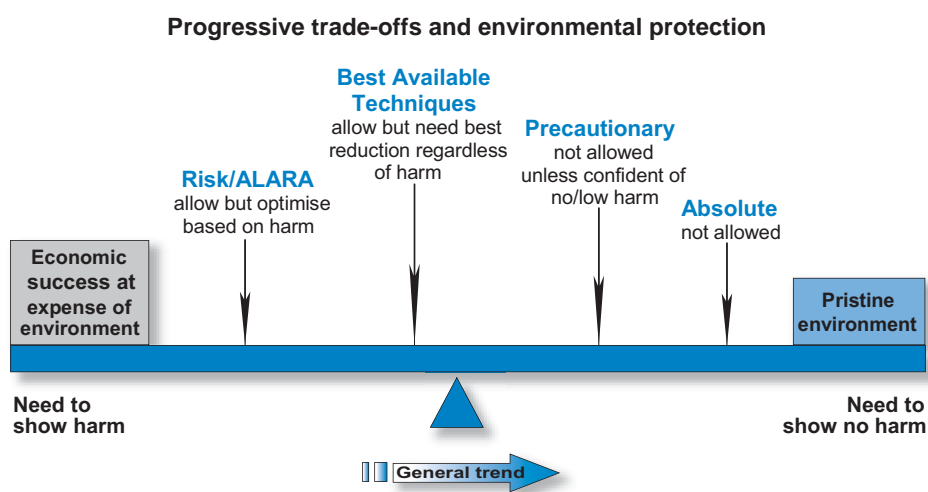 Progressive trade-offs and environmental protection
Best Available
Techniques
allow but need best
reduction regardless
of harm
Precautionary
not allowed
unless confident of
no/low harm
Risk/ALARA
allow but optimise
based on harm
Absolute
not allowed
Economic
success at
expense of
environment
Pristine
environment
Need to
show harm
Need to
show no harm
General trend